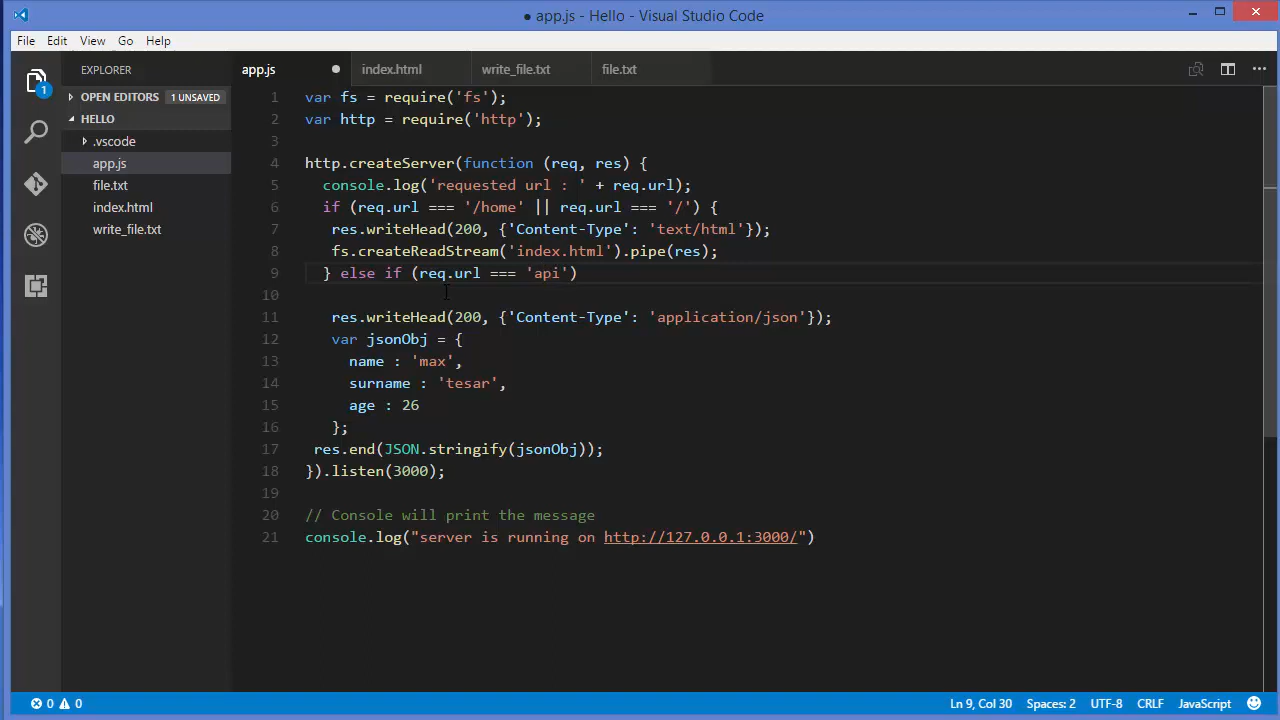 ● app.js - Hello - Visual Studio Code
File Edit View Go Help
EXPLORER
app.js ● index.html write_file.txt file.txt
1
OPEN EDITORS 1 UNSAVED
HELLO
.vscode
app.js
file.txt
index.html
write_file.txt
1 var fs = require('fs');
2 var http = require('http');
3
4 http.createServer(function (req, res) {
5 console.log('requested url : ' + req.url);
6 if (req.url === '/home' || req.url === '/') {
7 res.writeHead(200, {'Content-Type': 'text/html'});
8 fs.createReadStream('index.html').pipe(res);
9 } else if (req.url === 'api')
10
11 res.writeHead(200, {'Content-Type': 'application/json'});
12 var jsonObj = {
13 name : 'max',
14 surname : 'tesar',
15 age : 26
16 };
17 res.end(JSON.stringify(jsonObj));
18 }).listen(3000);
19
20 // Console will print the message
21 console.log("server is running on http://127.0.0.1:3000/")
0 0 Ln 9, Col 30 Spaces: 2 UTF-8 CRLF JavaScript